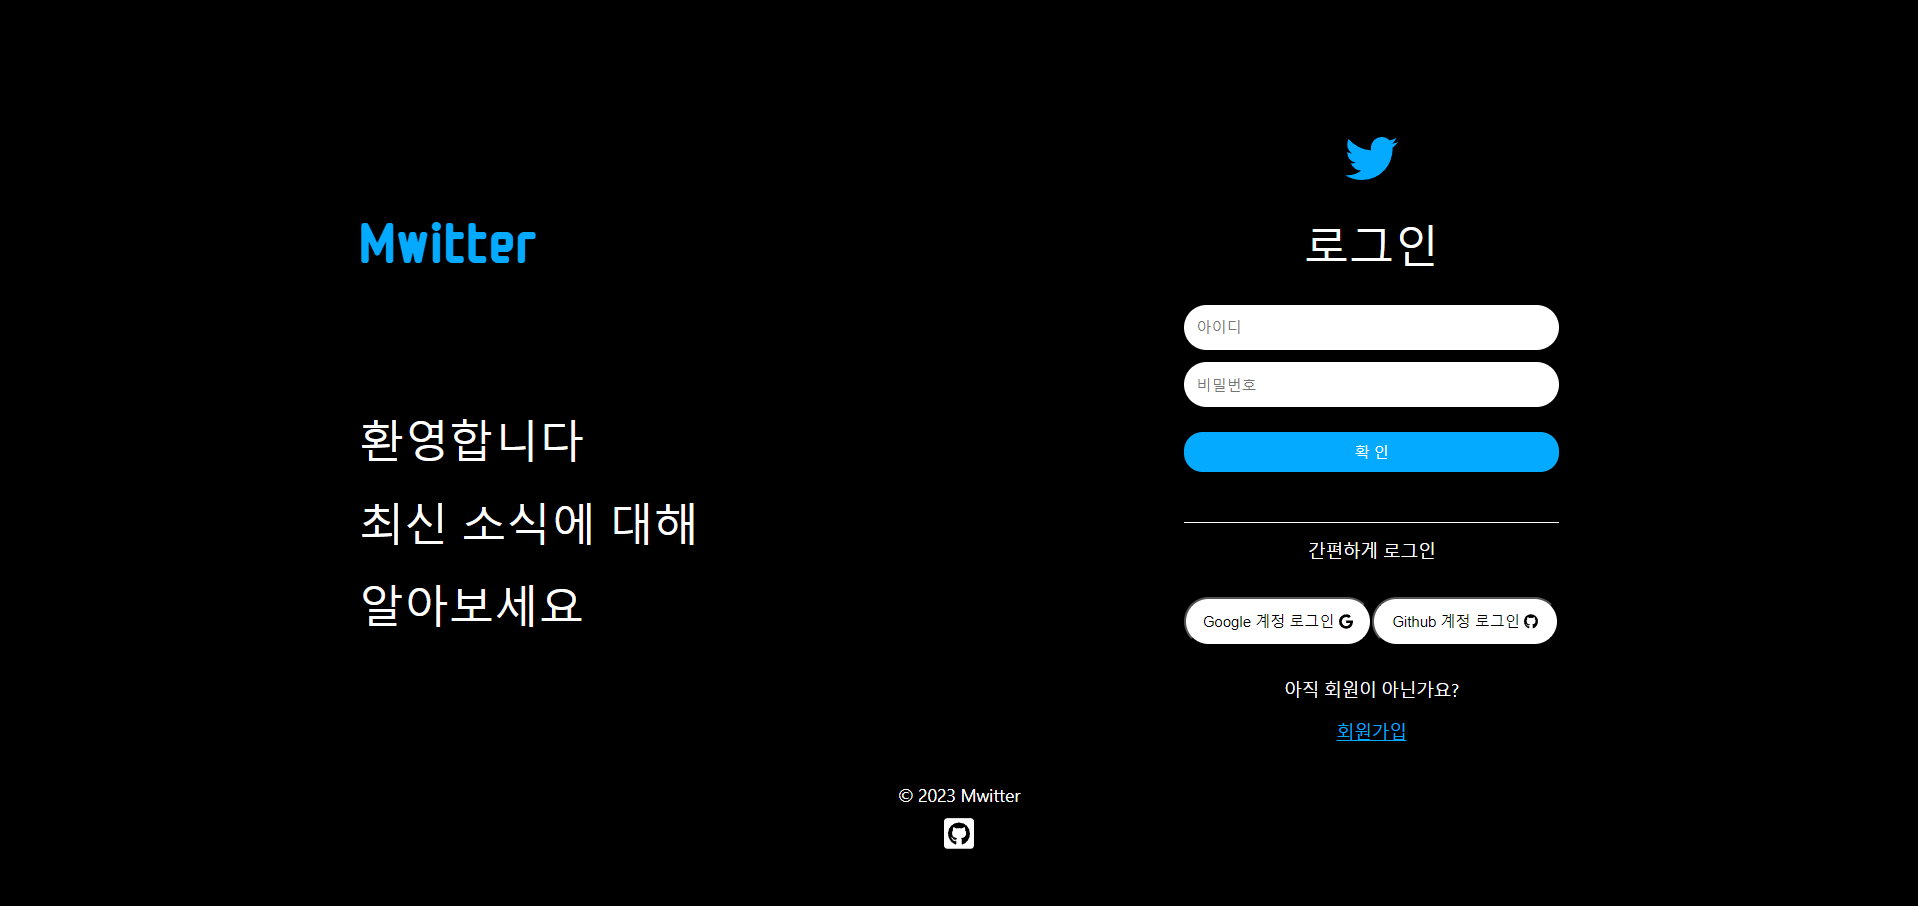 Mwitter
환영합니다
최신 소식에 대해
알아보세요
로그인
아이디
비밀번호
확 인
간편하게 로그인
Google 계정 로그인
Github 계정 로그인
아직 회원이 아닌가요?
회원가입
© 2023 Mwitter